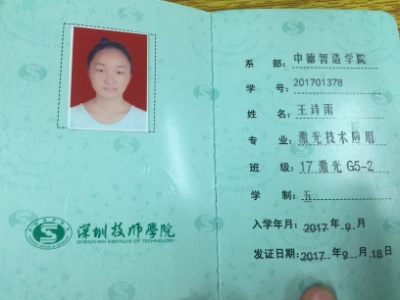 深圳技师学院
SHENZHEN INSTITUTE OF TECHNOLOGY
系 部: 中德智造学院
学 号: 201701378
姓 名: 王诗雨
专 业: 激光技术应用
班 级: 17激光G5-2
学 制: 五
入学年月: 2017年9月
发证日期: 2017年9月18日